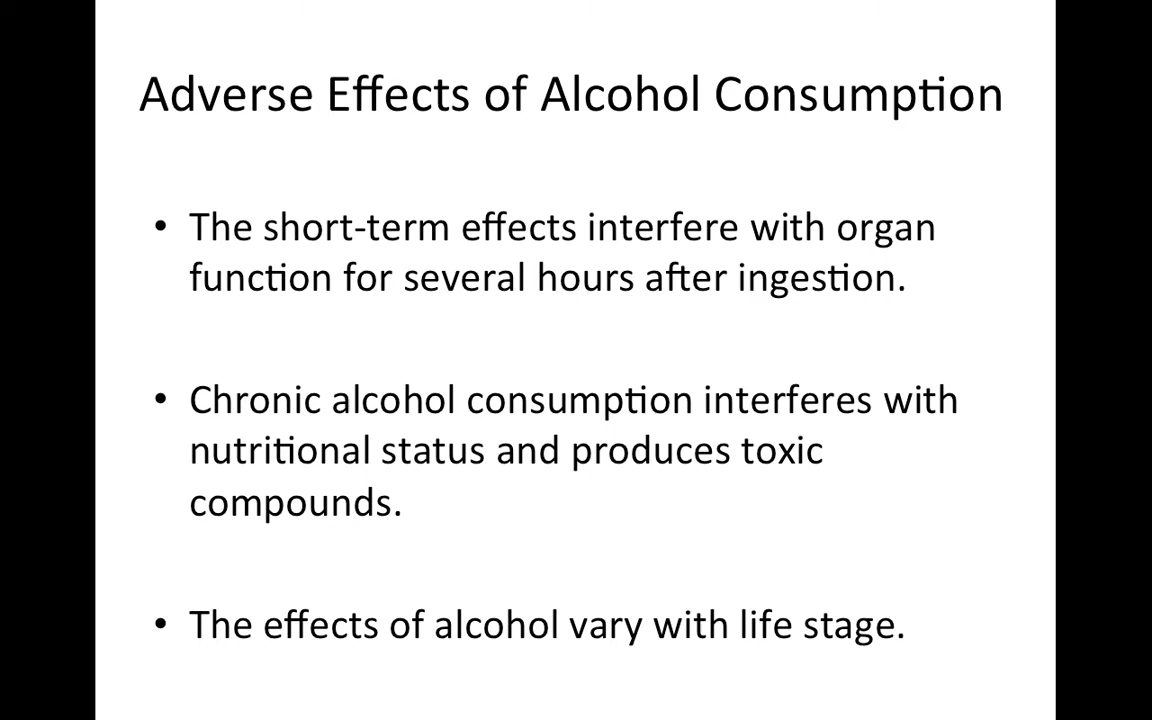 Adverse Effects of Alcohol Consumption
• The short-term effects interfere with organ
function for several hours after ingestion.
• Chronic alcohol consumption interferes with
nutritional status and produces toxic
compounds.
• The effects of alcohol vary with life stage.